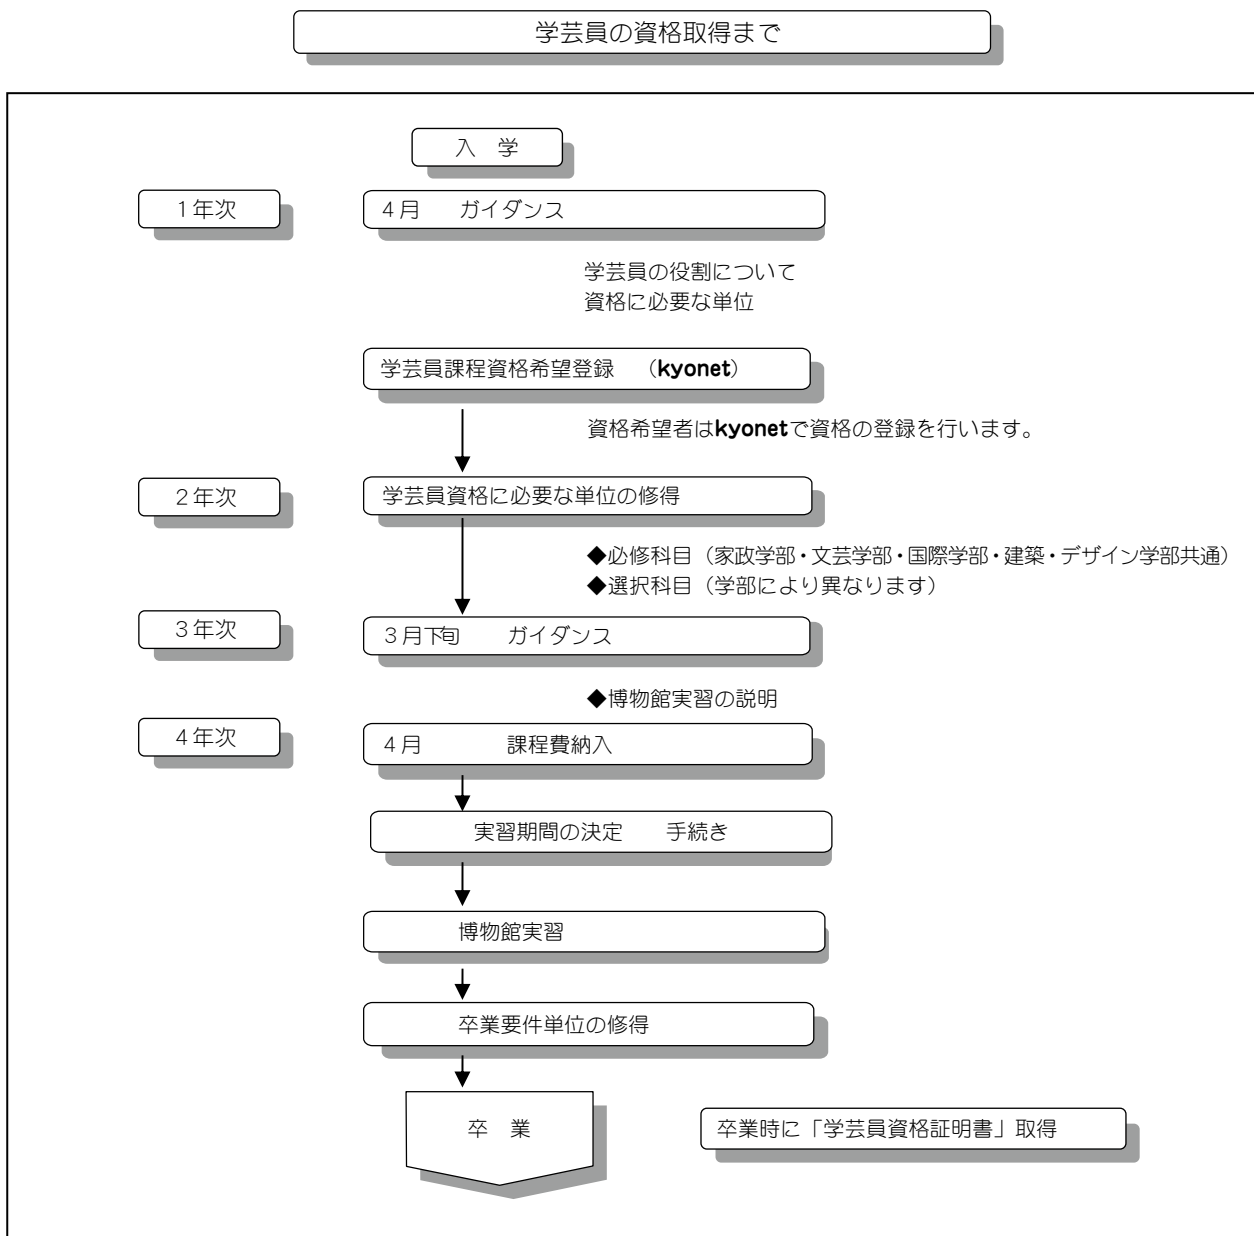 学芸員の資格取得まで
入　学
１年次
４月　　ガイダンス
学芸員の役割について
資格に必要な単位
学芸員課程資格希望登録　（kyonet）
資格希望者はkyonetで資格の登録を行います。
２年次
学芸員資格に必要な単位の修得
◆必修科目（家政学部・文芸学部・国際学部・建築・デザイン学部共通）
◆選択科目（学部により異なります）
３年次
３月下旬　　ガイダンス
◆博物館実習の説明
４年次
４月　　　　課程費納入
実習期間の決定　　手続き
博物館実習
卒業要件単位の修得
卒　業
卒業時に「学芸員資格証明書」取得